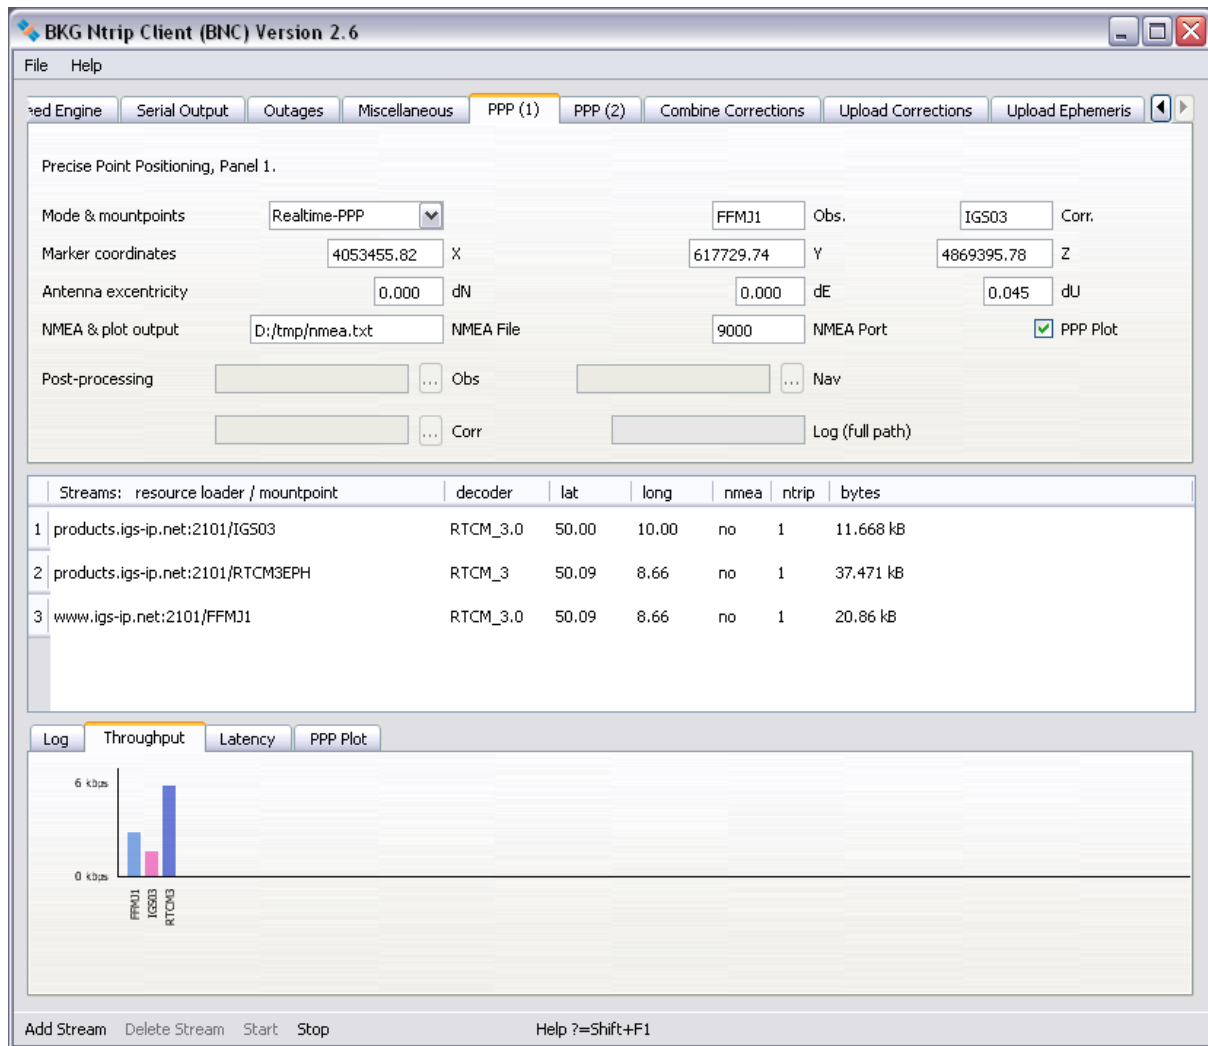 BKG Ntrip Client (BNC) Version 2.6
File Help
eed Engine Serial Output Outages Miscellaneous PPP (1) PPP (2) Combine Corrections Upload Corrections Upload Ephemeris
Precise Point Positioning, Panel 1.
Mode & mountpoints Realtime-PPP FFMJ1 Obs. IGS03 Corr.
Marker coordinates 4053455.82 X 617729.74 Y 4869395.78 Z
Antenna excentricity 0.000 dN 0.000 dE 0.045 dU
NMEA & plot output D:/tmp/nmea.txt NMEA File 9000 NMEA Port PPP Plot
Post-processing ... Obs ... Nav
... Corr Log (full path)
Streams: resource loader / mountpoint decoder lat long nmea ntrip bytes
1 products.igs-ip.net:2101/IGS03 RTCM_3.0 50.00 10.00 no 1 11.668 kB
2 products.igs-ip.net:2101/RTCM3EPH RTCM_3 50.09 8.66 no 1 37.471 kB
3 www.igs-ip.net:2101/FFMJ1 RTCM_3.0 50.09 8.66 no 1 20.86 kB
Log Throughput Latency PPP Plot
6 kbps
0 kbps
FFMJ1 IGS03 RTCM3
Add Stream Delete Stream Start Stop Help ?=Shift+F1